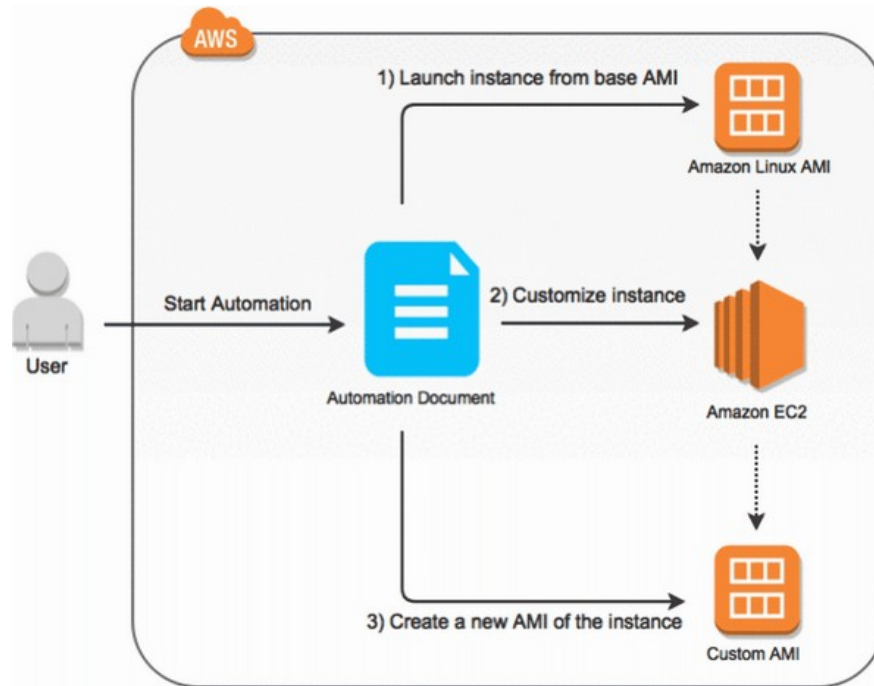 AWS
1) Launch instance from base AMI
Amazon Linux AMI
Start Automation
2) Customize instance
User
Automation Document
Amazon EC2
3) Create a new AMI of the instance
Custom AMI